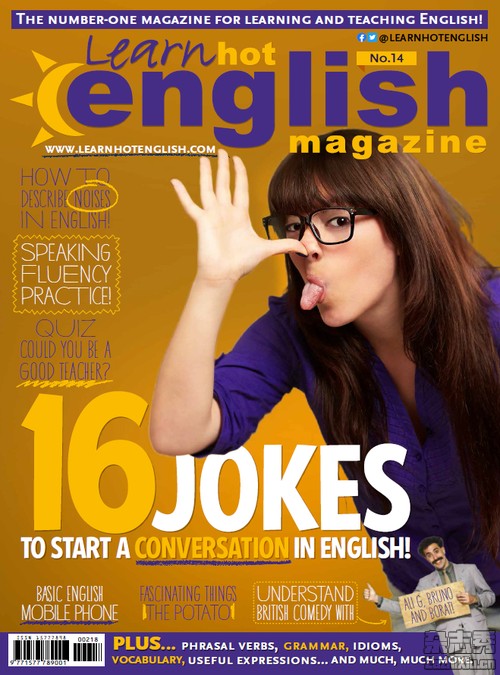 The number-one magazine for learning and teaching English!
@LEARNHOTENGLISH
Learn hot
No.14
english
magazine
www.learnhotenglish.com
HOW TO
DESCRIBE NOISES
IN ENGLISH!
SPEAKING
FLUENCY
PRACTICE!
QUIZ
COULD YOU BE A
GOOD TEACHER?
16 JOKES
TO START A CONVERSATION IN ENGLISH!
BASIC ENGLISH
MOBILE PHONE
FASCINATING THINGS
THE POTATO
UNDERSTAND
BRITISH COMEDY WITH
ALI G, BRUNO
AND BORAT!
ISSN 15777898
00218
9 771577 789001
PLUS... phrasal verbs, grammar, idioms,
vocabulary, useful expressions... and much, much more.